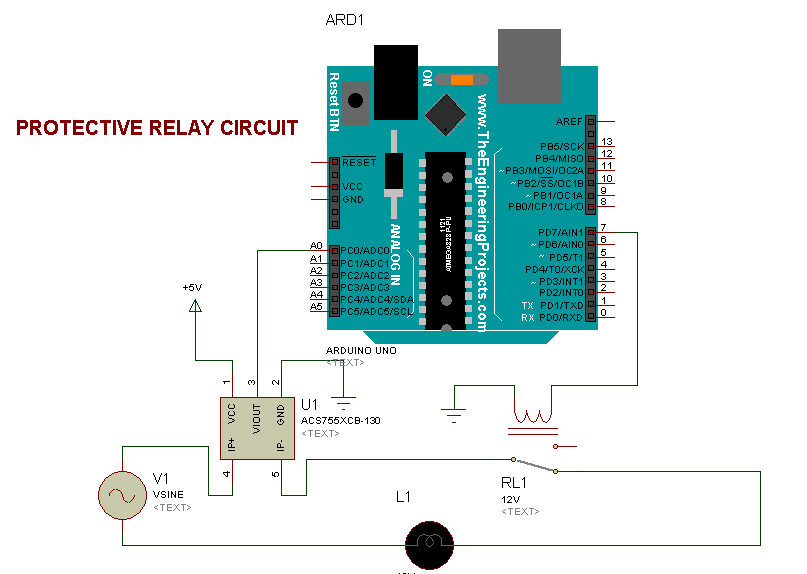 ARD1
PROTECTIVE RELAY CIRCUIT
Reset BTN
ON
www.TheEngineeringProjects.com
ANALOG IN
1121
RESET
VCC
GND
A0 PC0/ADC0
A1 PC1/ADC1
A2 PC2/ADC2
A3 PC3/ADC3
A4 PC4/ADC4/SDA
A5 PC5/ADC5/SCL
AREF
PB5/SCK 13
PB4/MISO 12
~PB3/MOSI/OC2A 11
~PB2/SS/OC1B 10
~PB1/OC1A 9
PB0/ICP1/CLKO 8
PD7/AIN1 7
~PD6/AIN0 6
~PD5/T1 5
PD4/T0/XCK 4
~PD3/INT1 3
PD2/INT0 2
TX PD1/TXD 1
RX PD0/RXD 0
ARDUINO UNO
<TEXT>
+5V
1
3
2
VCC
VIOUT
GND
IP+
IP-
4
5
U1
ACS755XCB-130
<TEXT>
V1
VSINE
<TEXT>
RL1
12V
<TEXT>
L1